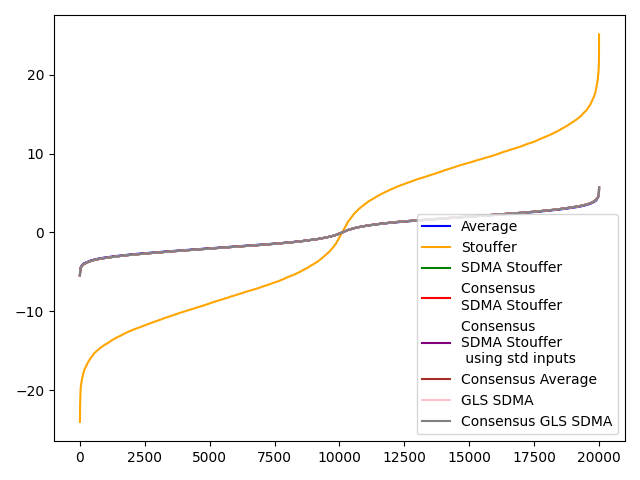 20
10
0
−10
−20
0
2500
5000
7500
10000
12500
15000
17500
20000
Average
Stouffer
SDMA Stouffer
Consensus
SDMA Stouffer
Consensus
SDMA Stouffer
using std inputs
Consensus Average
GLS SDMA
Consensus GLS SDMA